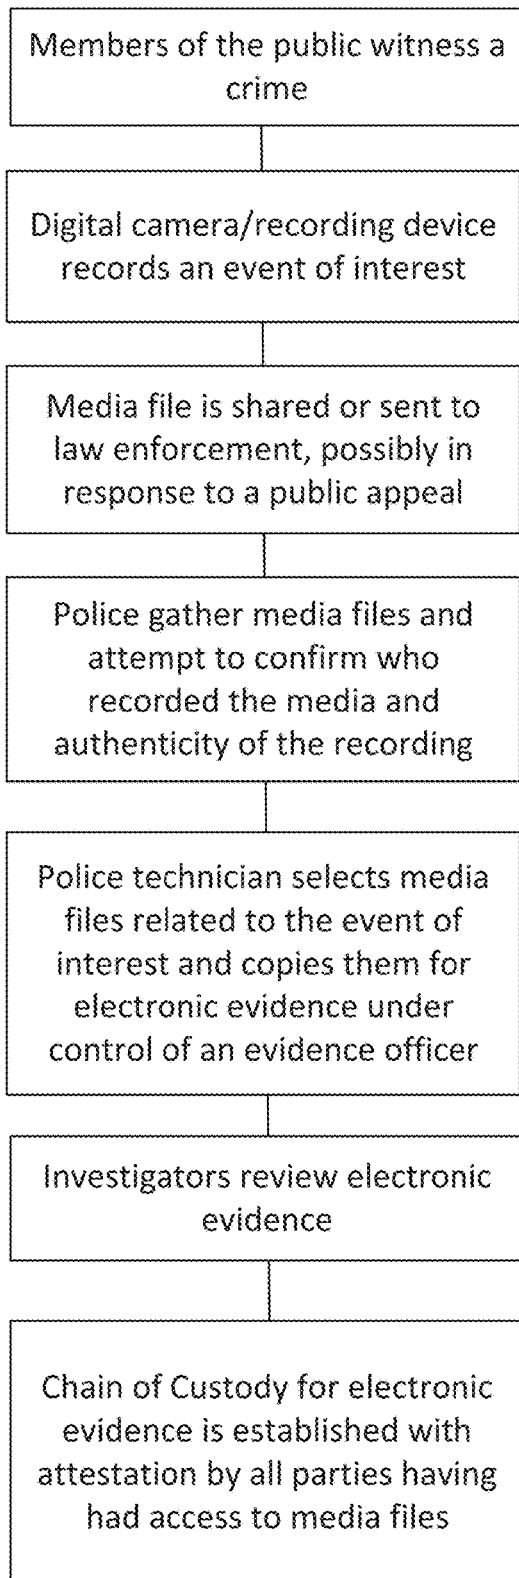 Members of the public witness a
crime
Digital camera/recording device
records an event of interest
Media file is shared or sent to
law enforcement, possibly in
response to a public appeal
Police gather media files and
attempt to confirm who
recorded the media and
authenticity of the recording
Police technician selects media
files related to the event of
interest and copies them for
electronic evidence under
control of an evidence officer
Investigators review electronic
evidence
Chain of Custody for electronic
evidence is established with
attestation by all parties having
had access to media files